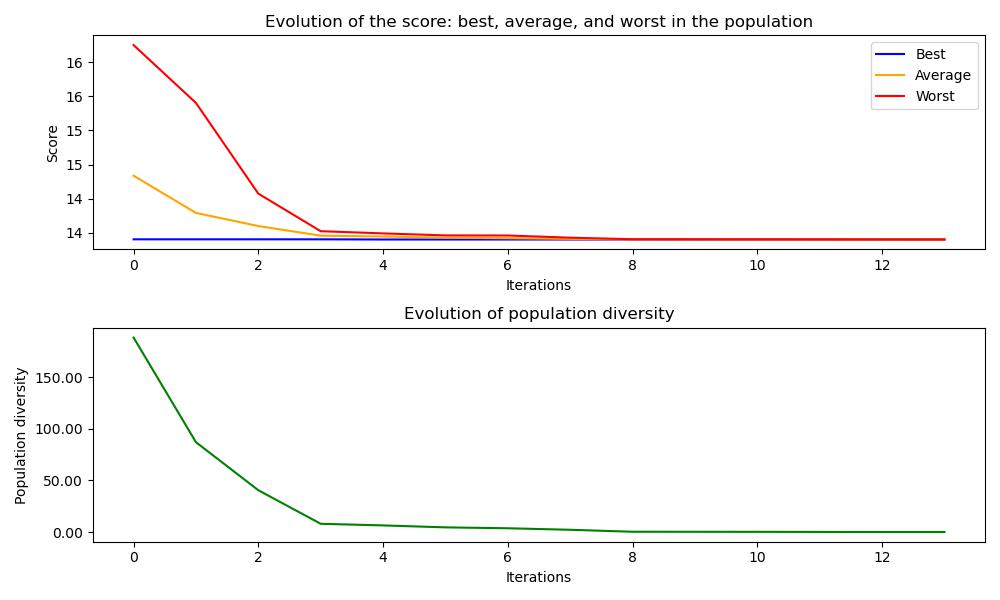 Evolution of the score: best, average, and worst in the population
16
16
15
15
14
14
Score
Best
Average
Worst
0 2 4 6 8 10 12
Iterations
Evolution of population diversity
150.00
100.00
50.00
0.00
Population diversity
0 2 4 6 8 10 12
Iterations